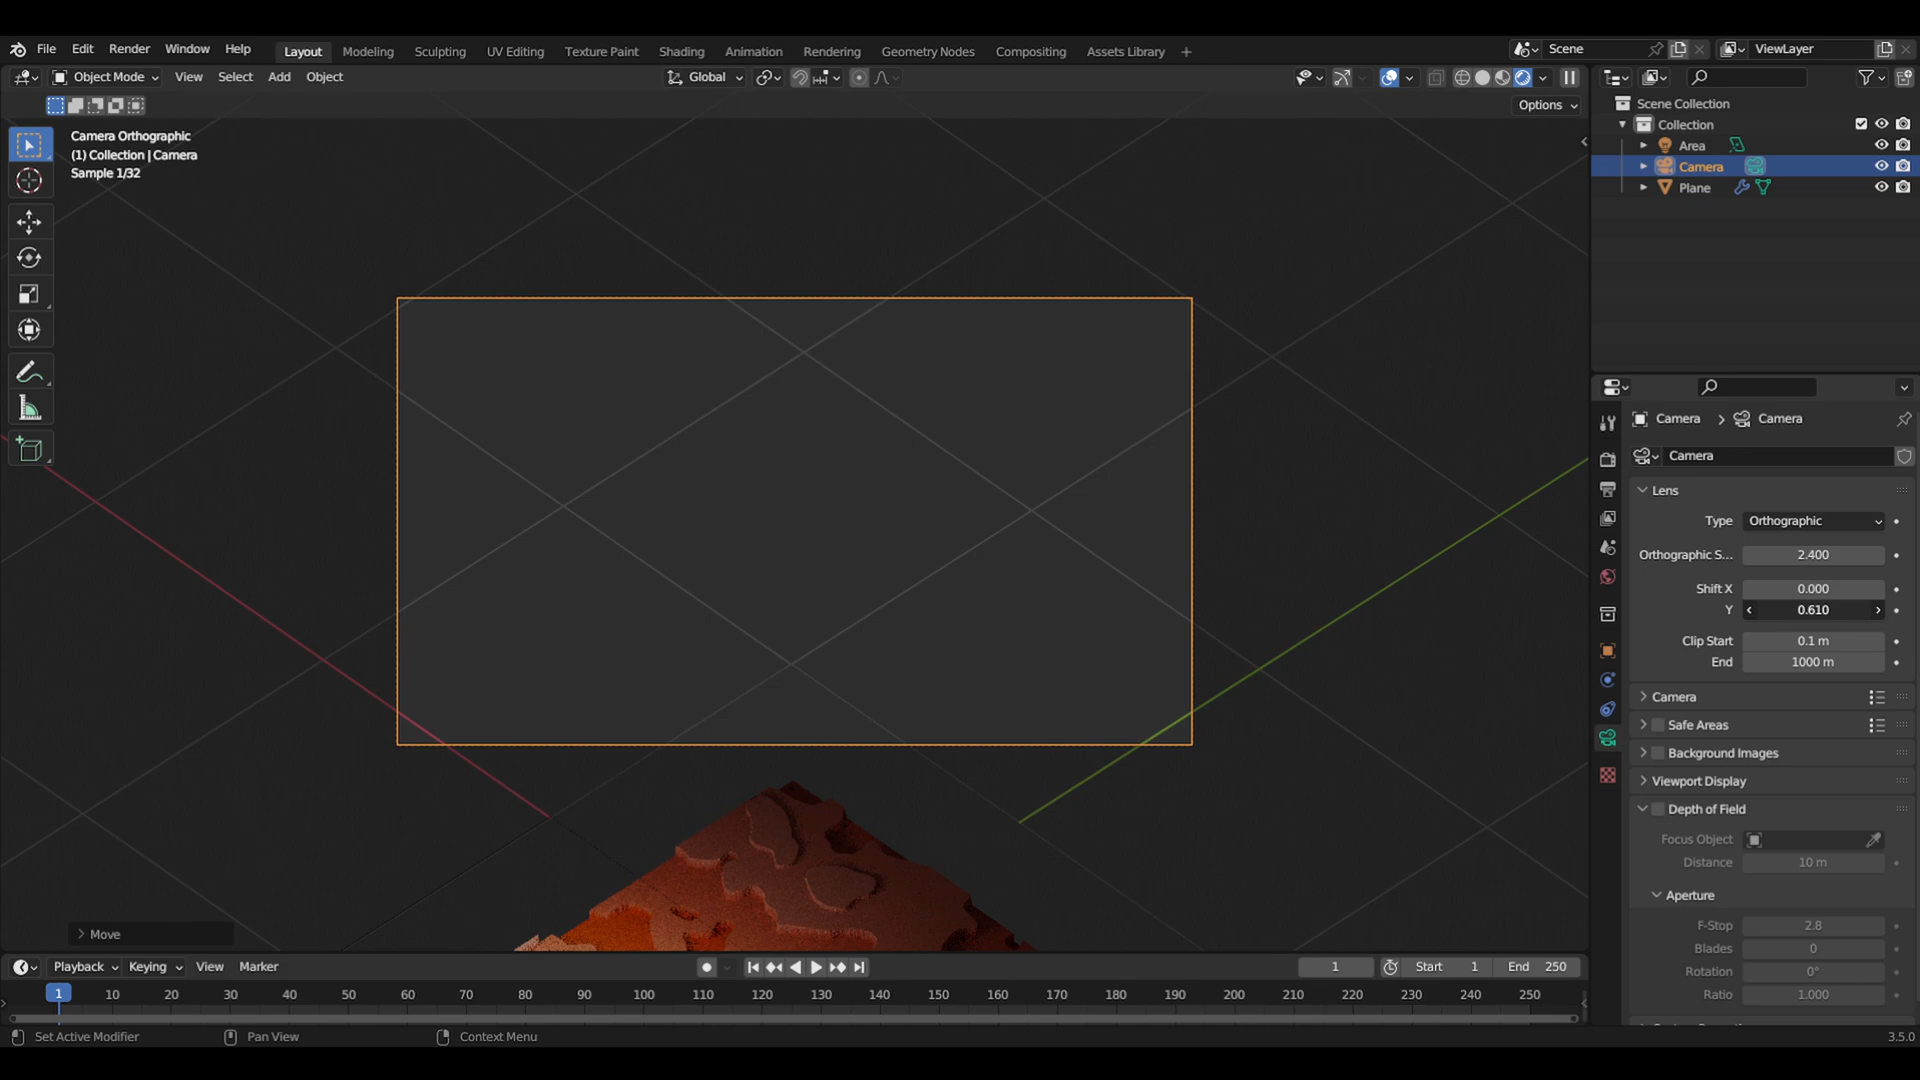 File Edit Render Window Help Layout Modeling Sculpting UV Editing Texture Paint Shading Animation Rendering Geometry Nodes Compositing Assets Library + Scene ViewLayer
Object Mode View Select Add Object Global
Options
Camera Orthographic
(1) Collection | Camera
Sample 1/32
Move
Scene Collection
Collection
Area
Camera
Plane
Camera > Camera
Camera
Lens
Type Orthographic
Orthographic S... 2.400
Shift X 0.000
Y 0.610
Clip Start 0.1 m
End 1000 m
Camera
Safe Areas
Background Images
Viewport Display
Depth of Field
Focus Object
Distance 10 m
Aperture
F-Stop 2.8
Blades 0
Rotation 0°
Ratio 1.000
Playback Keying View Marker 1 Start 1 End 250
1 10 20 30 40 50 60 70 80 90 100 110 120 130 140 150 160 170 180 190 200 210 220 230 240 250
Set Active Modifier Pan View Context Menu 3.5.0